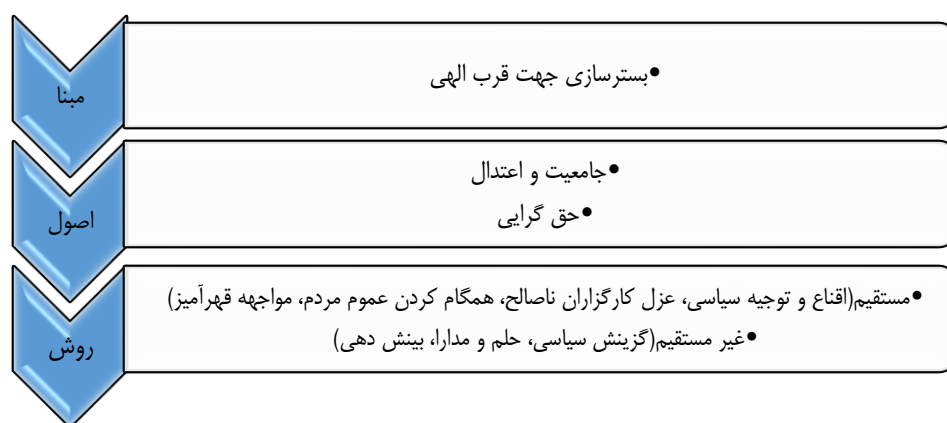 مبنا
•بسترسازی جهت قرب الهی
اصول
•جامعیت و اعتدال
•حق گرایی
روش
•مستقیم(اقناع و توجیه سیاسی، عزل کارگزاران ناصالح، همگام کردن عموم مردم، مواجهه قهرآمیز)
•غیر مستقیم(گزینش سیاسی، حلم و مدارا، بینش دهی)